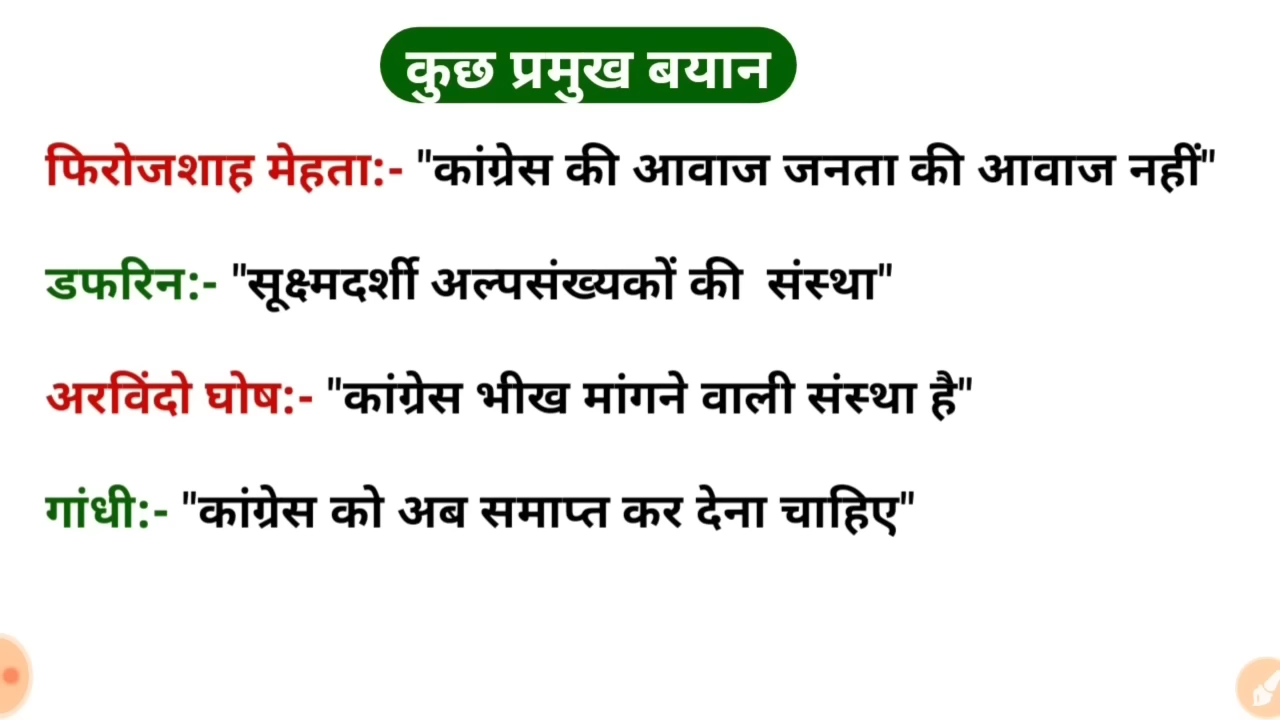 कुछ प्रमुख बयान
फिरोजशाह मेहता:- "कांग्रेस की आवाज जनता की आवाज नहीं"
डफरिन:- "सूक्ष्मदर्शी अल्पसंख्यकों की संस्था"
अरविंदो घोष:- "कांग्रेस भीख मांगने वाली संस्था है"
गांधी:- "कांग्रेस को अब समाप्त कर देना चाहिए"